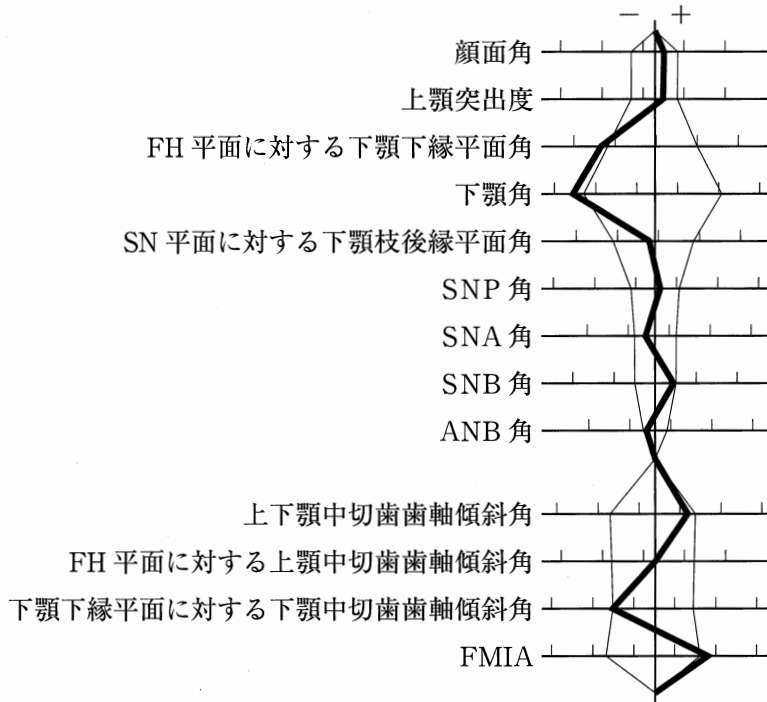 − +
顔面角
上顎突出度
FH 平面に対する下顎下縁平面角
下顎角
SN 平面に対する下顎枝後縁平面角
SNP 角
SNA 角
SNB 角
ANB 角
上下顎中切歯歯軸傾斜角
FH 平面に対する上顎中切歯歯軸傾斜角
下顎下縁平面に対する下顎中切歯歯軸傾斜角
FMIA